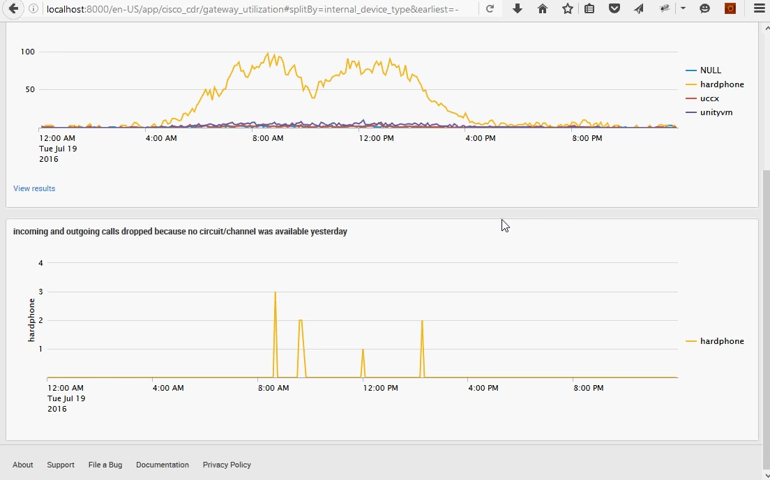 localhost:8000/en-US/app/cisco_cdr/gateway_utilization#splitBy=internal_device_type&earliest=-
100
50
NULL
hardphone
uccx
unityvm
12:00 AM 4:00 AM 8:00 AM 12:00 PM 4:00 PM 8:00 PM
Tue Jul 19
2016
View results
incoming and outgoing calls dropped because no circuit/channel was available yesterday
4
3
2
1
hardphone
hardphone
12:00 AM 4:00 AM 8:00 AM 12:00 PM 4:00 PM 8:00 PM
Tue Jul 19
2016
About Support File a Bug Documentation Privacy Policy